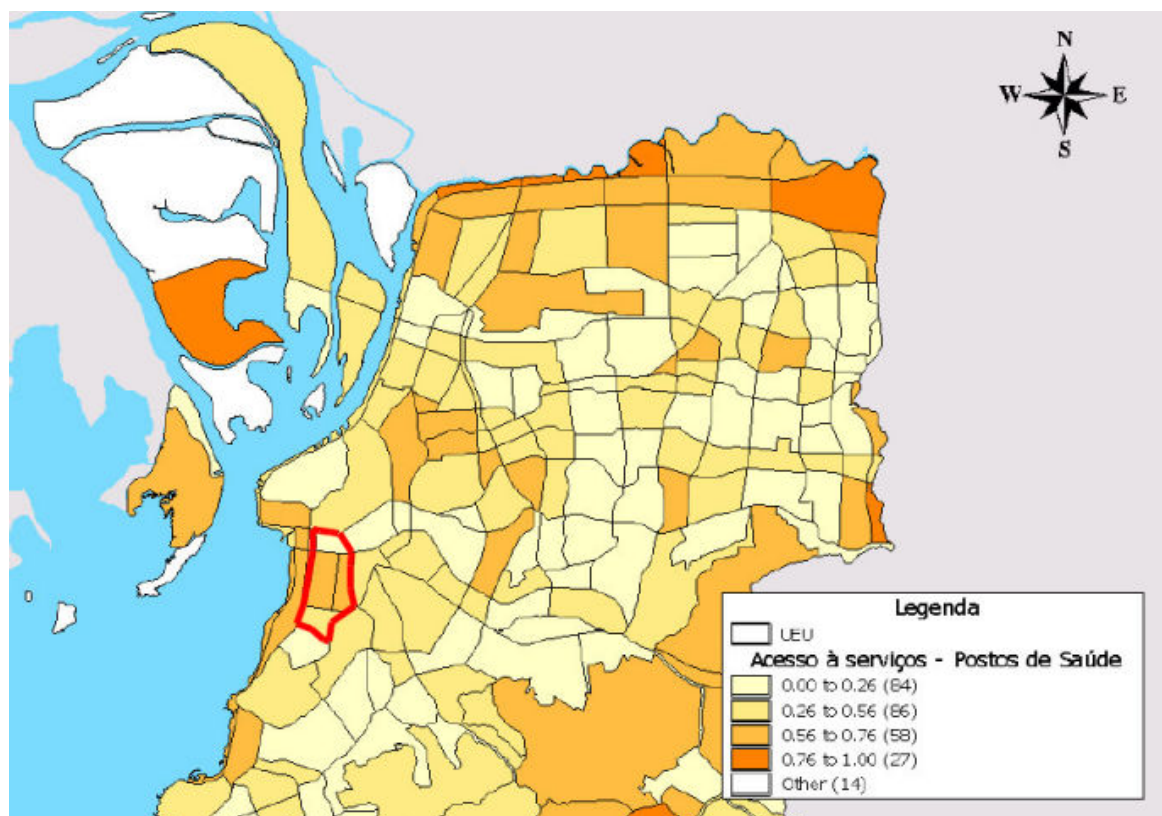 N
W E
S
Legenda
UEU
Acesso à serviços - Postos de Saúde
0.00 to 0.26 (84)
0.26 to 0.56 (86)
0.56 to 0.76 (58)
0.76 to 1.00 (27)
Other (14)